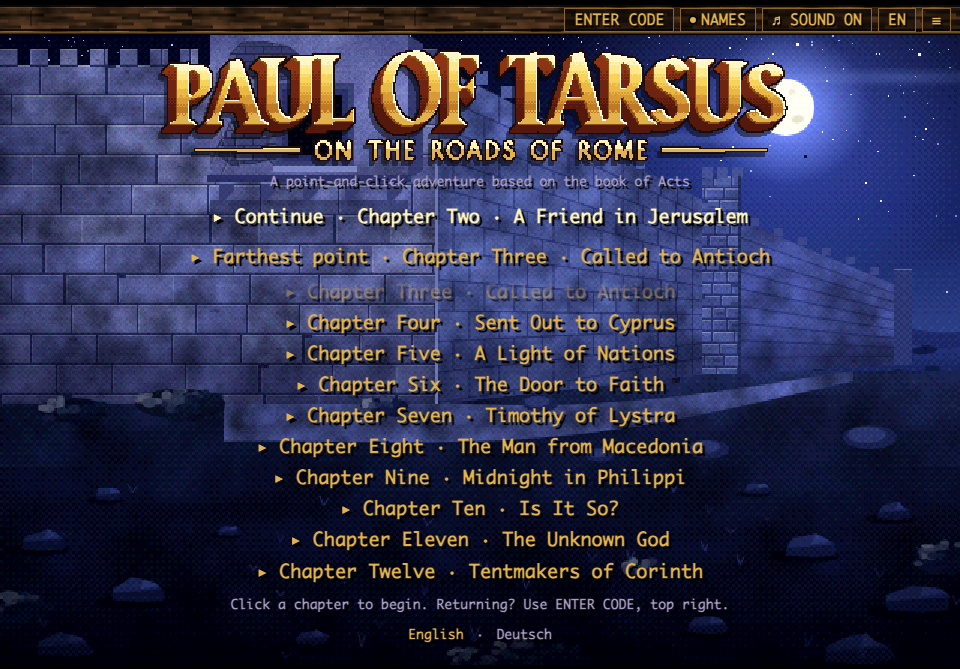 ENTER CODE
• NAMES
♬ SOUND ON
EN
≡
PAUL OF TARSUS
ON THE ROADS OF ROME
A point-and-click adventure based on the book of Acts
▸ Continue · Chapter Two · A Friend in Jerusalem
▸ Farthest point · Chapter Three · Called to Antioch
▸ Chapter Three · Called to Antioch
▸ Chapter Four · Sent Out to Cyprus
▸ Chapter Five · A Light of Nations
▸ Chapter Six · The Door to Faith
▸ Chapter Seven · Timothy of Lystra
▸ Chapter Eight · The Man from Macedonia
▸ Chapter Nine · Midnight in Philippi
▸ Chapter Ten · Is It So?
▸ Chapter Eleven · The Unknown God
▸ Chapter Twelve · Tentmakers of Corinth
Click a chapter to begin. Returning? Use ENTER CODE, top right.
English · Deutsch